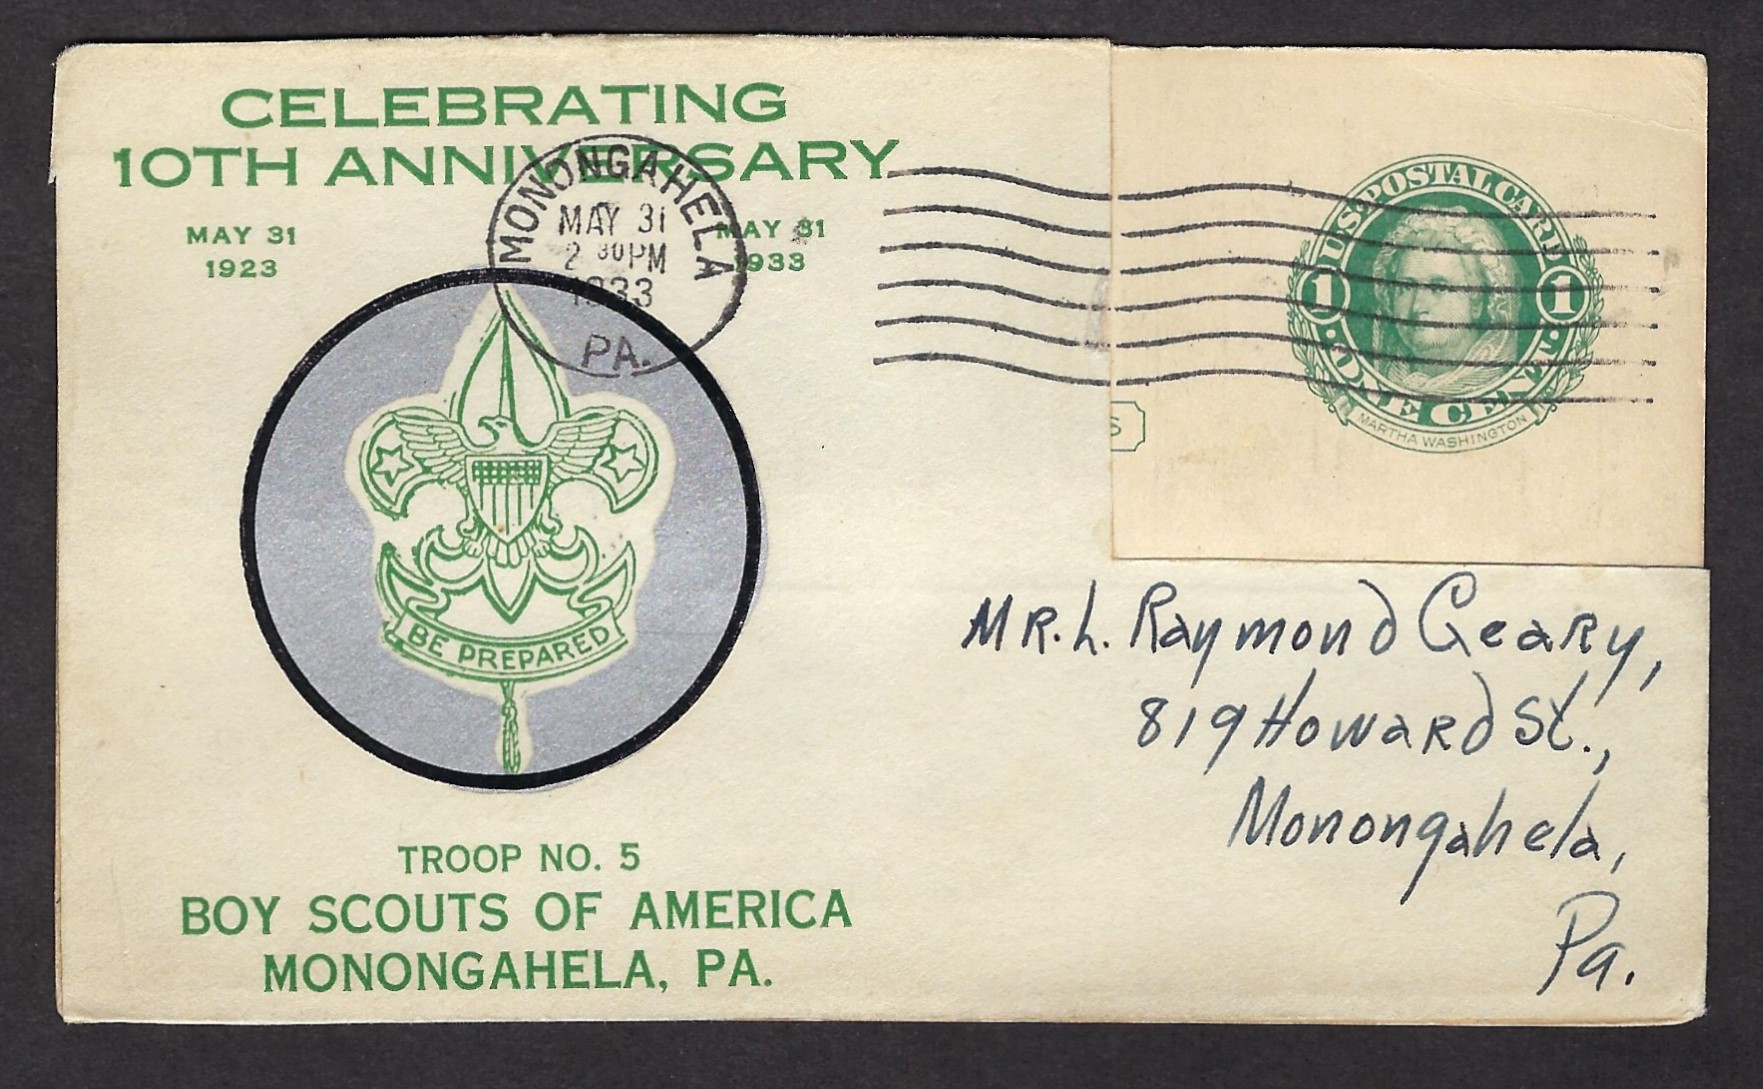 CELEBRATING
10TH ANNIVERSARY
MAY 31
1923
MAY 31
1933
MONONGAHELA
MAY 31
2 30 PM
1933
PA.
U.S. POSTAL CARD
1 1
ONE CENT
MARTHA WASHINGTON
S
BE PREPARED
MR. L. Raymond Geary,
819 Howard St.,
Monongahela,
Pa.
TROOP NO. 5
BOY SCOUTS OF AMERICA
MONONGAHELA, PA.